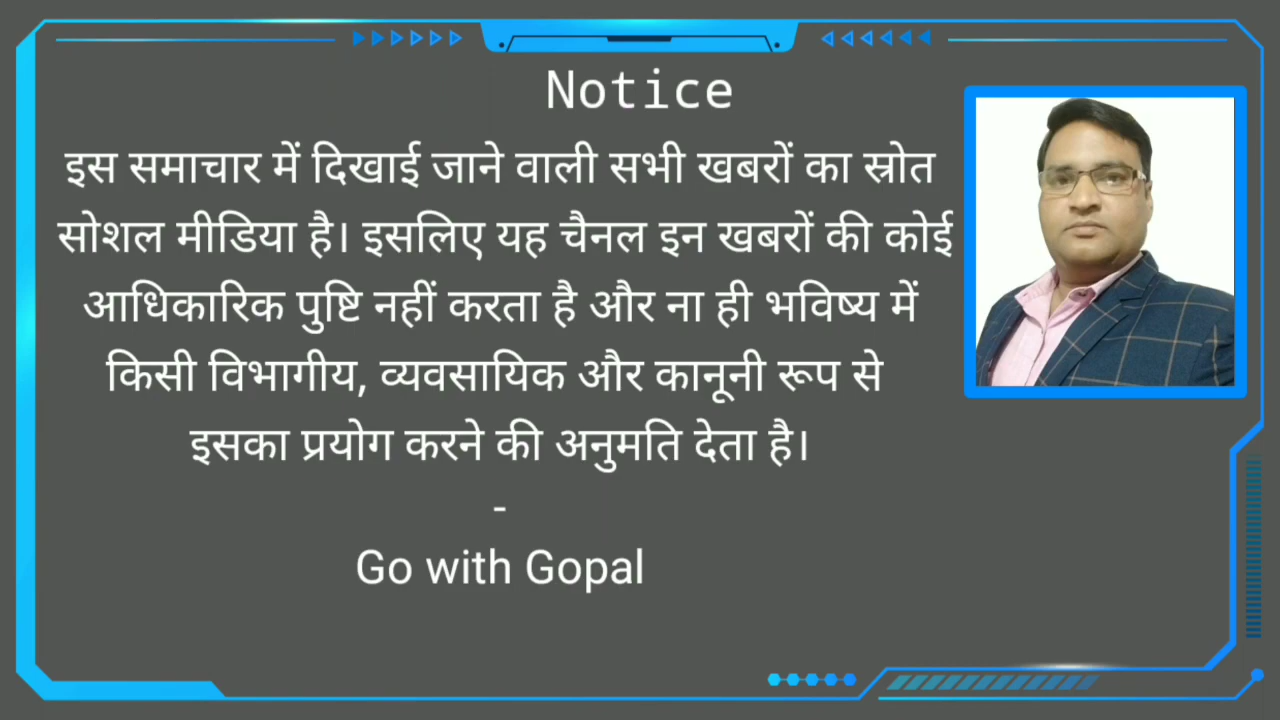 Notice
इस समाचार में दिखाई जाने वाली सभी खबरों का स्रोत
सोशल मीडिया है। इसलिए यह चैनल इन खबरों की कोई
आधिकारिक पुष्टि नहीं करता है और ना ही भविष्य में
किसी विभागीय, व्यवसायिक और कानूनी रूप से
इसका प्रयोग करने की अनुमति देता है।
-
Go with Gopal